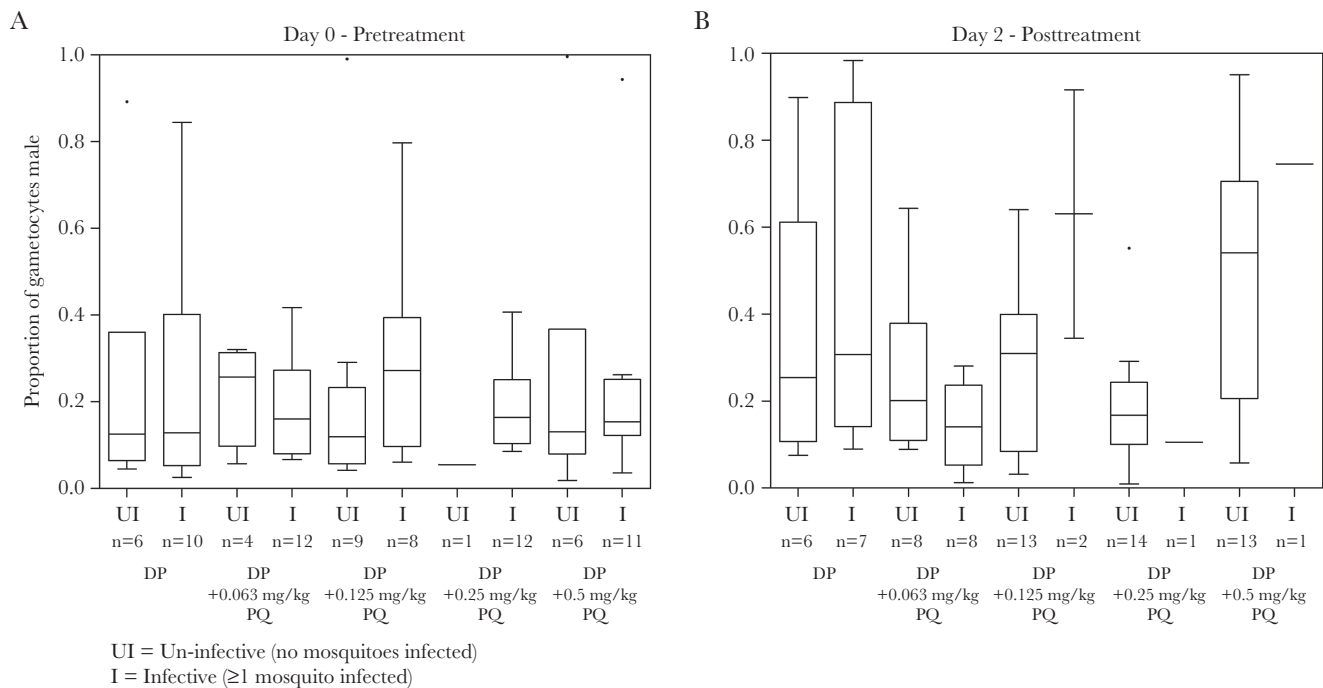 A
Day 0 - Pretreatment
Proportion of gametocytes male
1.0
0.8
0.6
0.4
0.2
0.0
UI I UI I UI I UI I UI I
n=6 n=10 n=4 n=12 n=9 n=8 n=1 n=12 n=6 n=11
DP DP DP DP DP
+0.063 mg/kg +0.125 mg/kg +0.25 mg/kg +0.5 mg/kg
PQ PQ PQ PQ
UI = Un-infective (no mosquitoes infected)
I = Infective (≥1 mosquito infected)
B
Day 2 - Posttreatment
1.0
0.8
0.6
0.4
0.2
0.0
UI I UI I UI I UI I UI I
n=6 n=7 n=8 n=8 n=13 n=2 n=14 n=1 n=13 n=1
DP DP DP DP DP
+0.063 mg/kg +0.125 mg/kg +0.25 mg/kg +0.5 mg/kg
PQ PQ PQ PQ